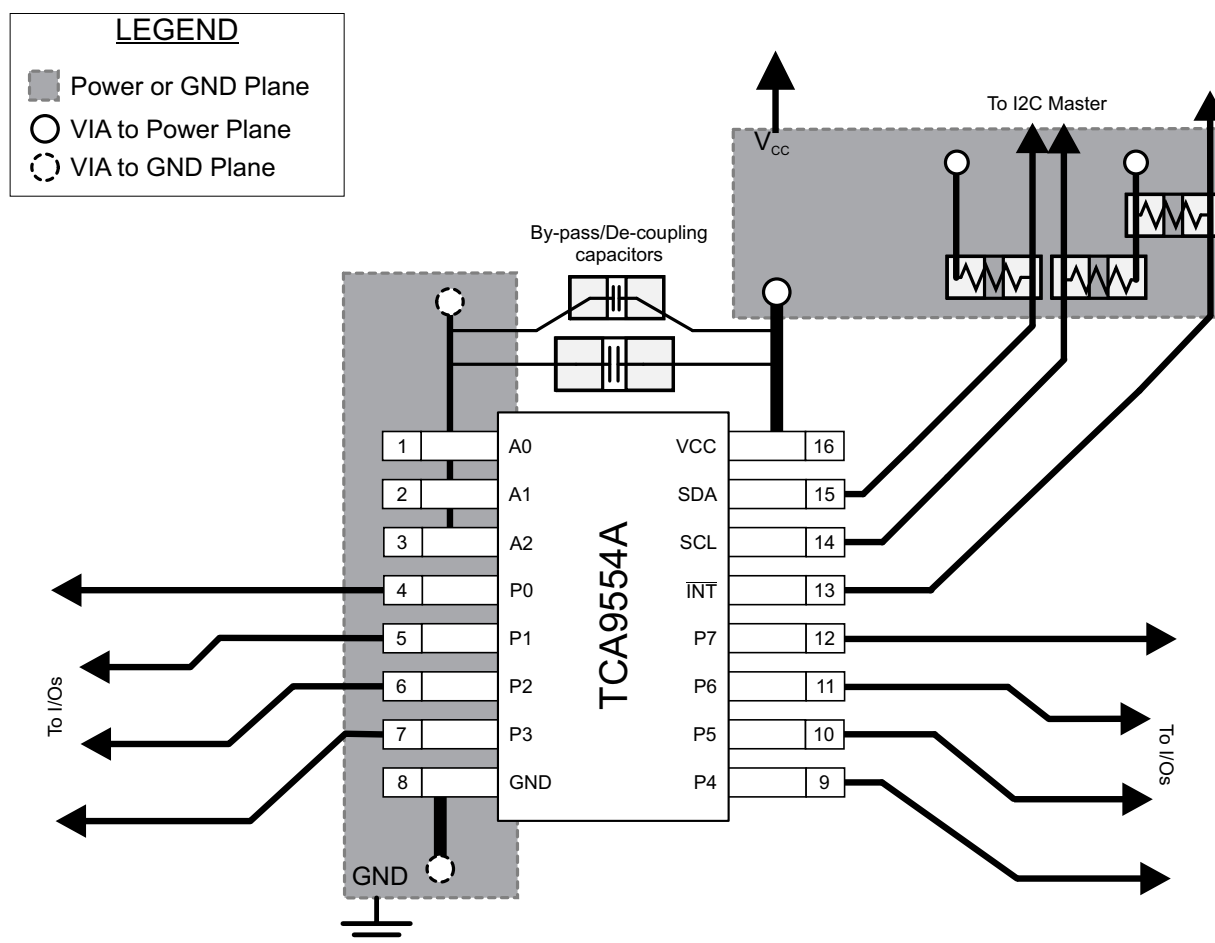 LEGEND
Power or GND Plane
VIA to Power Plane
VIA to GND Plane
To I2C Master
VCC
By-pass/De-coupling
capacitors
1 A0 VCC 16
2 A1 SDA 15
3 A2 SCL 14
4 P0 INT 13
5 P1 P7 12
6 P2 P6 11
7 P3 P5 10
8 GND P4 9
TCA9554A
To I/Os
To I/Os
GND